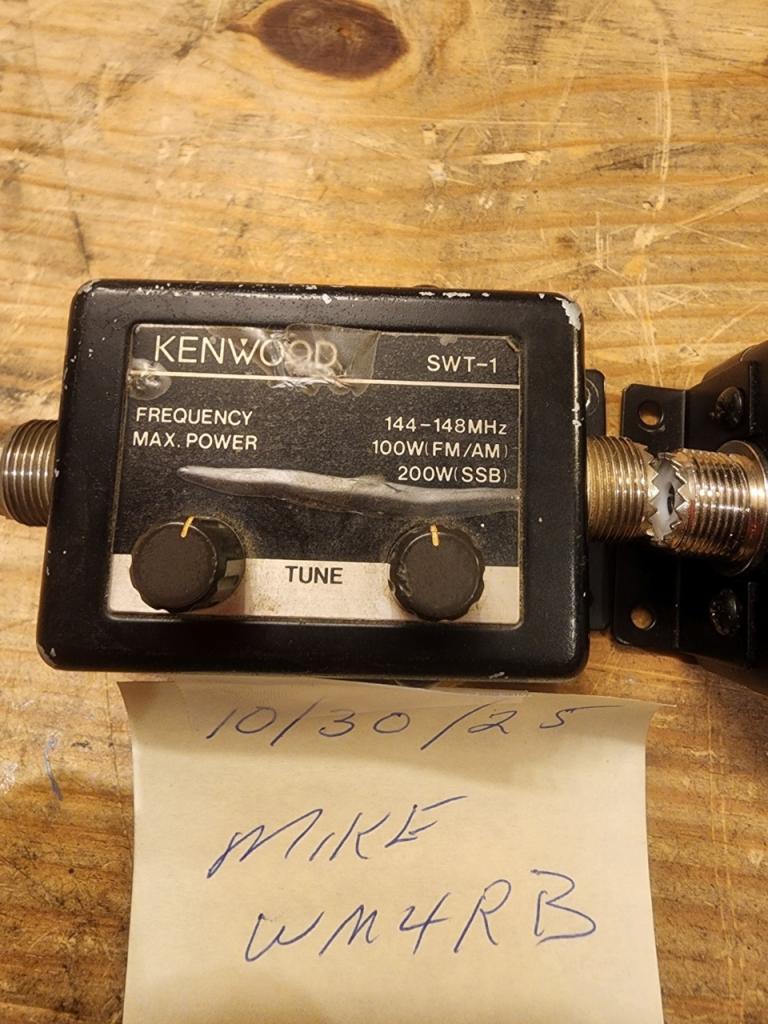 KENWOOD SWT-1
FREQUENCY 144-148MHz
MAX. POWER 100W(FM/AM)
200W(SSB)
TUNE
10/30/25
MIKE
WM4RB